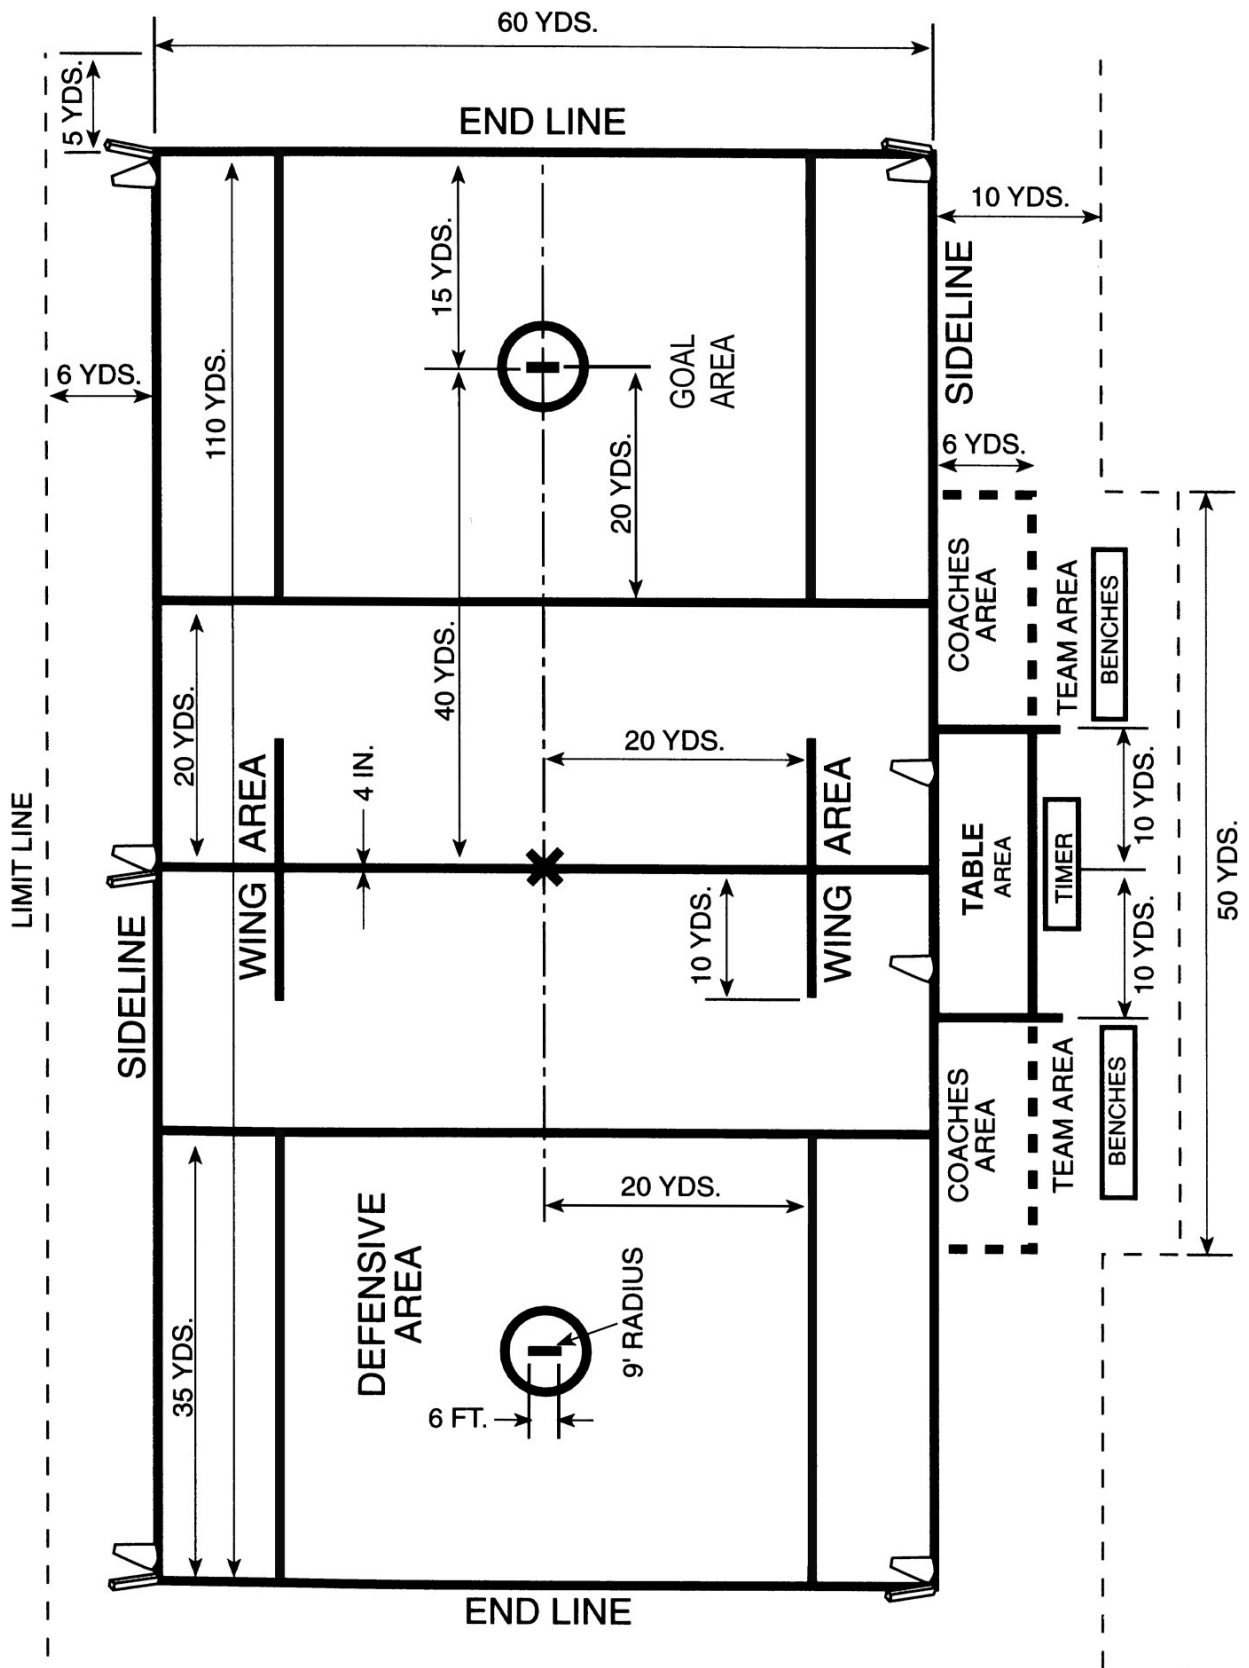 60 YDS.
5 YDS.
END LINE
10 YDS.
15 YDS.
SIDELINE
GOAL
AREA
6 YDS.
110 YDS.
6 YDS.
20 YDS.
COACHES
AREA
TEAM AREA
BENCHES
40 YDS.
20 YDS.
20 YDS.
4 IN.
WING AREA
WING AREA
10 YDS.
LIMIT LINE
TABLE
AREA
TIMER
50 YDS.
10 YDS.
10 YDS.
SIDELINE
COACHES
AREA
TEAM AREA
BENCHES
20 YDS.
DEFENSIVE
AREA
9' RADIUS
35 YDS.
6 FT.
END LINE